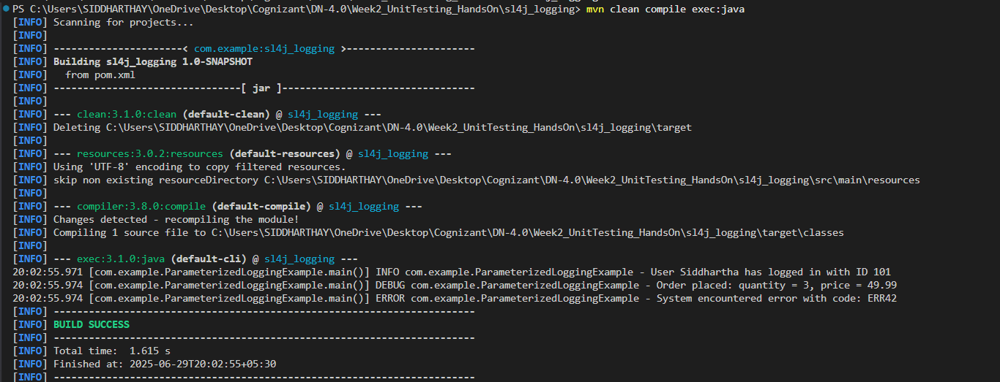 PS C:\Users\SIDDHARTHAY\OneDrive\Desktop\Cognizant\DN-4.0\Week2_UnitTesting_HandsOn\sl4j_logging> mvn clean compile exec:java
[INFO] Scanning for projects...
[INFO]
[INFO] ----------------------< com.example:sl4j_logging >----------------------
[INFO] Building sl4j_logging 1.0-SNAPSHOT
[INFO]   from pom.xml
[INFO] --------------------------------[ jar ]---------------------------------
[INFO]
[INFO] --- clean:3.1.0:clean (default-clean) @ sl4j_logging ---
[INFO] Deleting C:\Users\SIDDHARTHAY\OneDrive\Desktop\Cognizant\DN-4.0\Week2_UnitTesting_HandsOn\sl4j_logging\target
[INFO]
[INFO] --- resources:3.0.2:resources (default-resources) @ sl4j_logging ---
[INFO] Using 'UTF-8' encoding to copy filtered resources.
[INFO] skip non existing resourceDirectory C:\Users\SIDDHARTHAY\OneDrive\Desktop\Cognizant\DN-4.0\Week2_UnitTesting_HandsOn\sl4j_logging\src\main\resources
[INFO]
[INFO] --- compiler:3.8.0:compile (default-compile) @ sl4j_logging ---
[INFO] Changes detected - recompiling the module!
[INFO] Compiling 1 source file to C:\Users\SIDDHARTHAY\OneDrive\Desktop\Cognizant\DN-4.0\Week2_UnitTesting_HandsOn\sl4j_logging\target\classes
[INFO]
[INFO] --- exec:3.1.0:java (default-cli) @ sl4j_logging ---
20:02:55.971 [com.example.ParameterizedLoggingExample.main()] INFO com.example.ParameterizedLoggingExample - User Siddhartha has logged in with ID 101
20:02:55.974 [com.example.ParameterizedLoggingExample.main()] DEBUG com.example.ParameterizedLoggingExample - Order placed: quantity = 3, price = 49.99
20:02:55.974 [com.example.ParameterizedLoggingExample.main()] ERROR com.example.ParameterizedLoggingExample - System encountered error with code: ERR42
[INFO] ------------------------------------------------------------------------
[INFO] BUILD SUCCESS
[INFO] ------------------------------------------------------------------------
[INFO] Total time:  1.615 s
[INFO] Finished at: 2025-06-29T20:02:55+05:30
[INFO] ------------------------------------------------------------------------